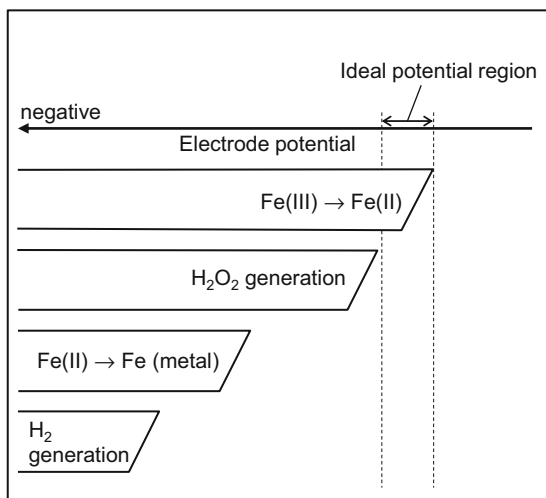 Ideal potential region
negative
Electrode potential
Fe(III) → Fe(II)
H₂O₂ generation
Fe(II) → Fe (metal)
H₂
generation